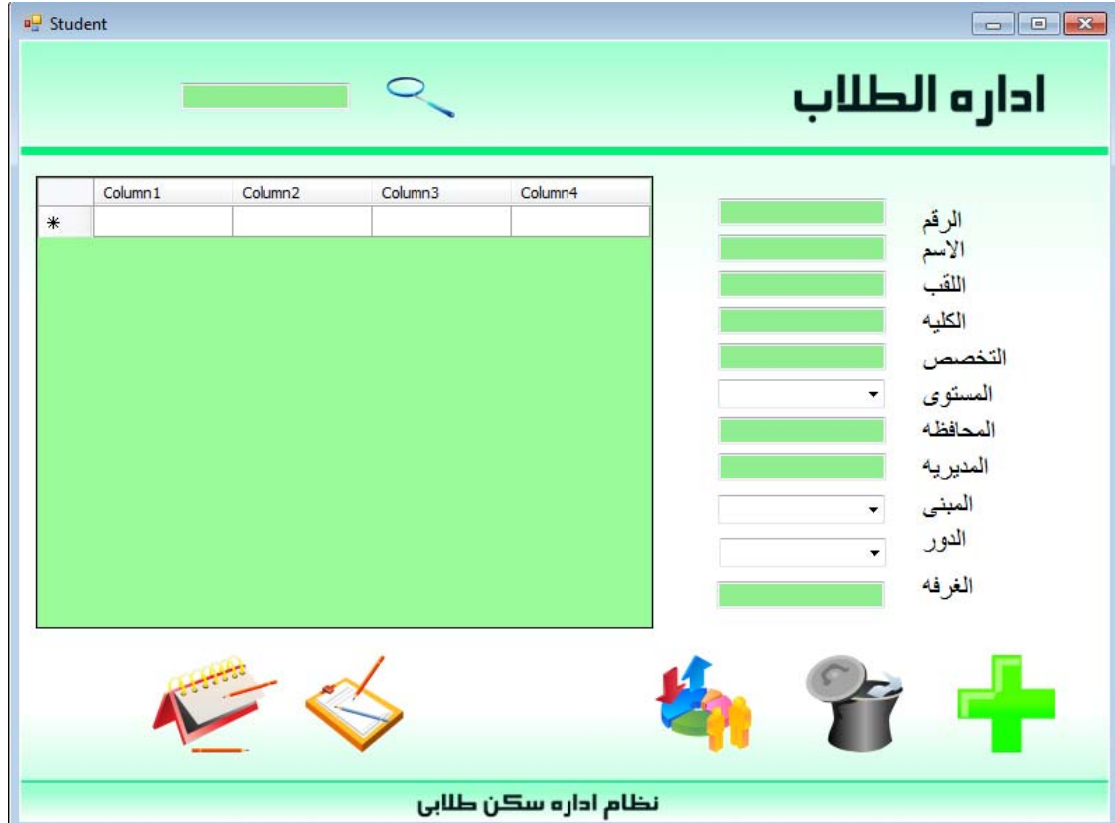 Student
اداره الطلاب
Column1 Column2 Column3 Column4
الرقم
الاسم
اللقب
الكليه
التخصص
المستوى
المحافظه
المديريه
المبنى
الدور
الغرفه
نظام اداره سكن طلابى